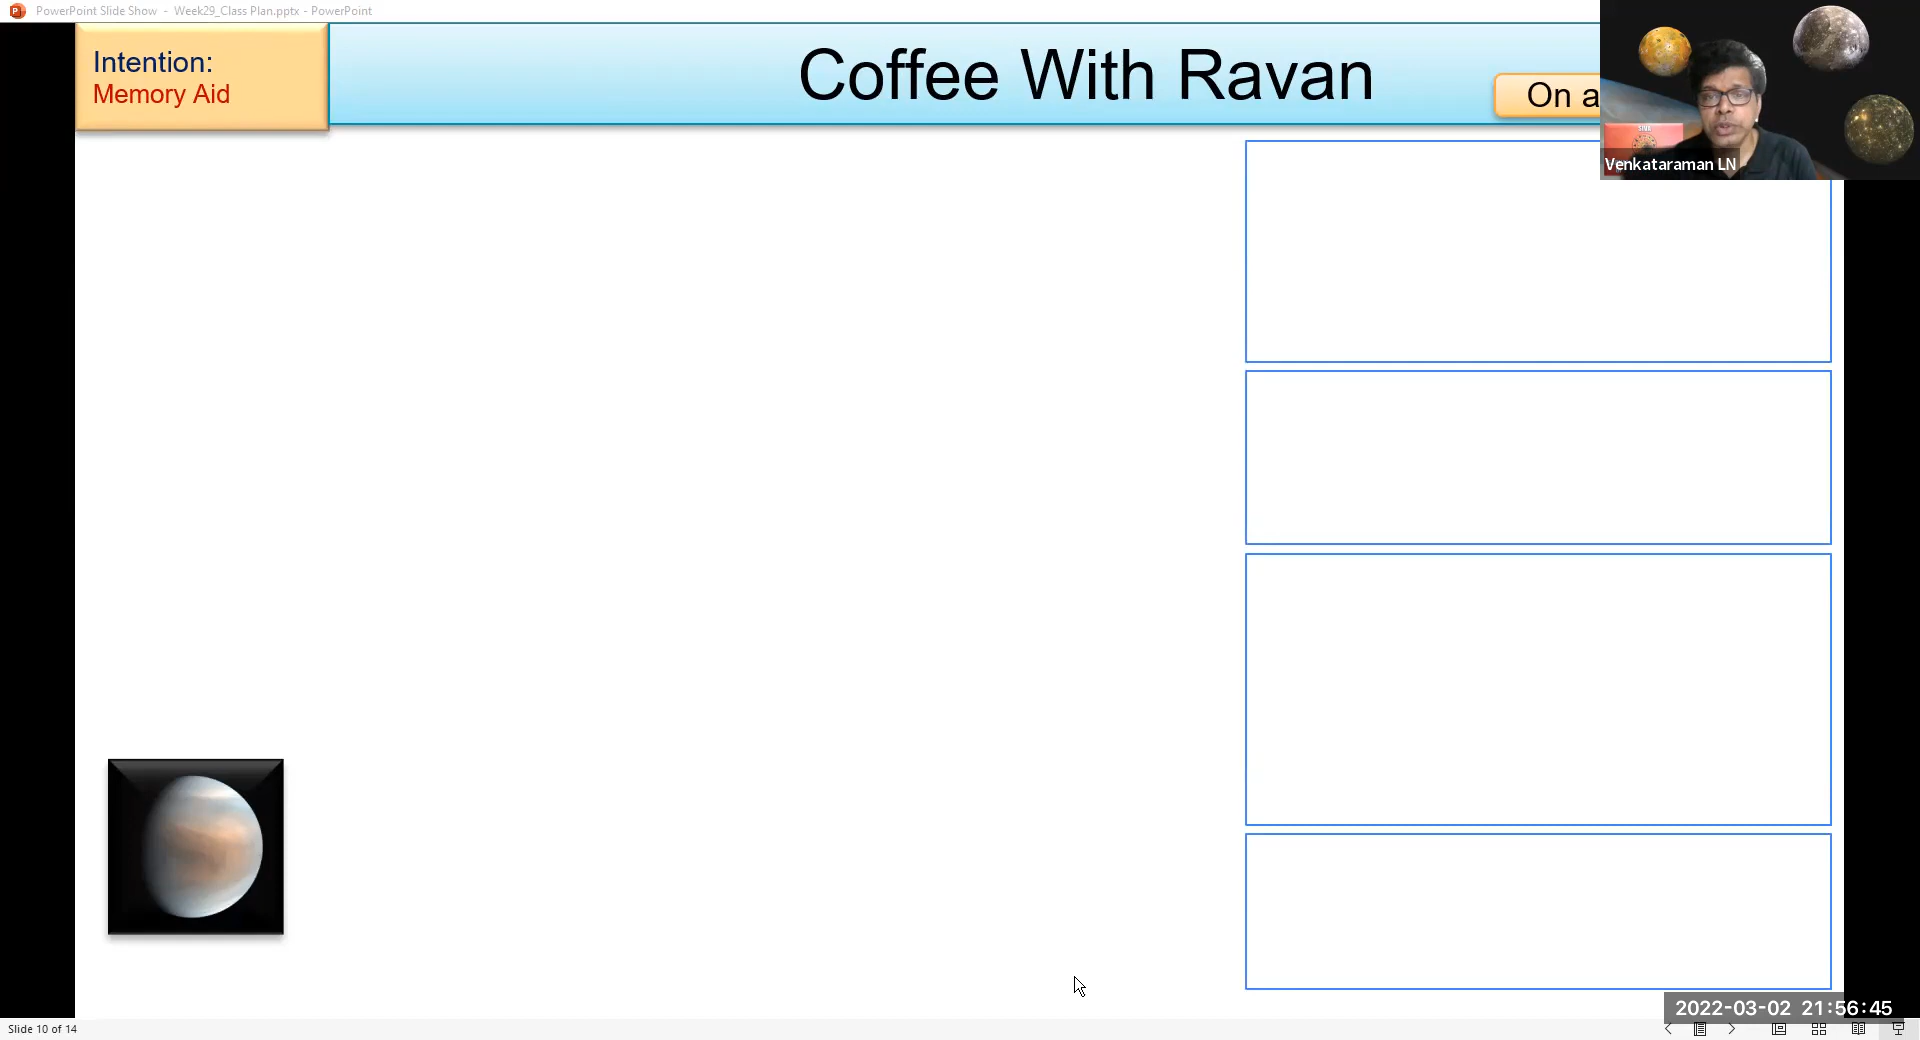 PowerPoint Slide Show - Week29_Class Plan.pptx - PowerPoint
Intention:
Memory Aid
Coffee With Ravan
On a
Venkataraman LN
2022-03-02 21:56:45
Slide 10 of 14